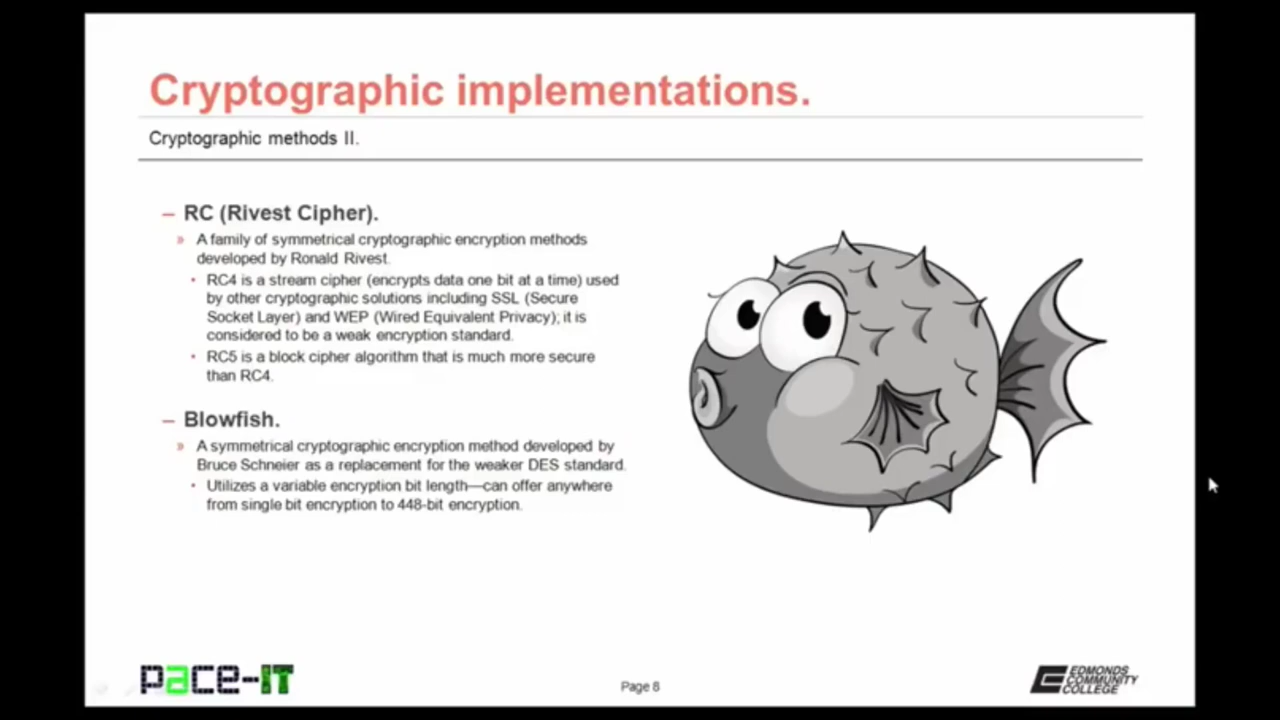 Cryptographic implementations.
Cryptographic methods II.
– RC (Rivest Cipher).
» A family of symmetrical cryptographic encryption methods
developed by Ronald Rivest.
• RC4 is a stream cipher (encrypts data one bit at a time) used
by other cryptographic solutions including SSL (Secure
Socket Layer) and WEP (Wired Equivalent Privacy); it is
considered to be a weak encryption standard.
• RC5 is a block cipher algorithm that is much more secure
than RC4.
– Blowfish.
» A symmetrical cryptographic encryption method developed by
Bruce Schneier as a replacement for the weaker DES standard.
• Utilizes a variable encryption bit length—can offer anywhere
from single bit encryption to 448-bit encryption.
pace-IT
Page 8
EDMONDS
COMMUNITY
COLLEGE